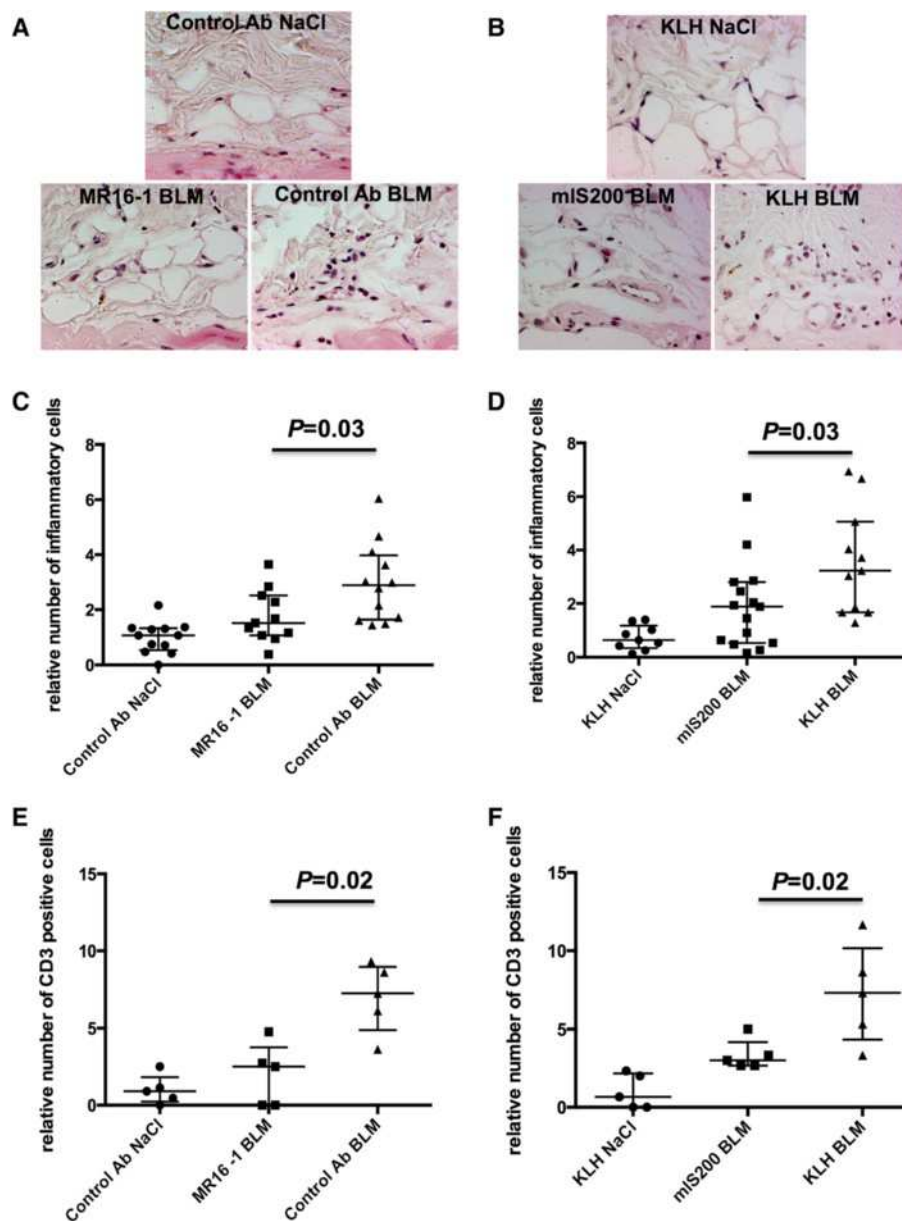 A
Control Ab NaCl
MR16-1 BLM
Control Ab BLM
B
KLH NaCl
mIS200 BLM
KLH BLM
C
relative number of inflammatory cells
8
6
4
2
0
P=0.03
Control Ab NaCl
MR16 -1 BLM
Control Ab BLM
D
relative number of inflammatory cells
8
6
4
2
0
P=0.03
KLH NaCl
mIS200 BLM
KLH BLM
E
relative number of CD3 positive cells
15
10
5
0
P=0.02
Control Ab NaCl
MR16 -1 BLM
Control Ab BLM
F
relative number of CD3 positive cells
15
10
5
0
P=0.02
KLH NaCl
mIS200 BLM
KLH BLM